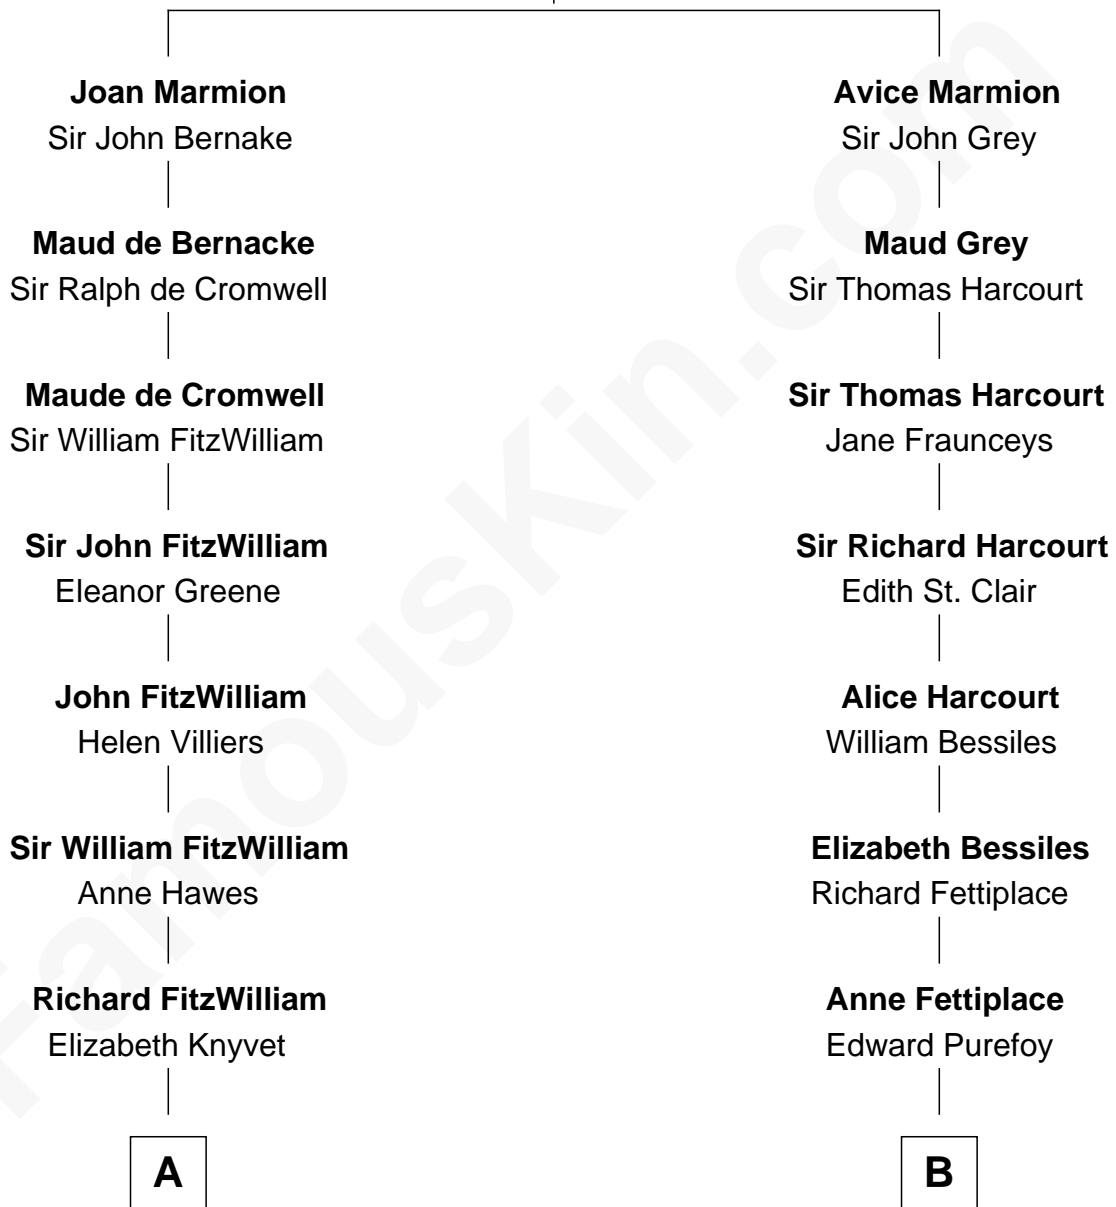 Joan Marmion
Sir John Bernake
Maud de Bernacke
Sir Ralph de Cromwell
Maude de Cromwell
Sir William FitzWilliam
Sir John FitzWilliam
Eleanor Greene
John FitzWilliam
Helen Villiers
Sir William FitzWilliam
Anne Hawes
Richard FitzWilliam
Elizabeth Knyvet
A
Avice Marmion
Sir John Grey
Maud Grey
Sir Thomas Harcourt
Sir Thomas Harcourt
Jane Fraunceys
Sir Richard Harcourt
Edith St. Clair
Alice Harcourt
William Bessiles
Elizabeth Bessiles
Richard Fettiplace
Anne Fettiplace
Edward Purefoy
B
FamousKin.com